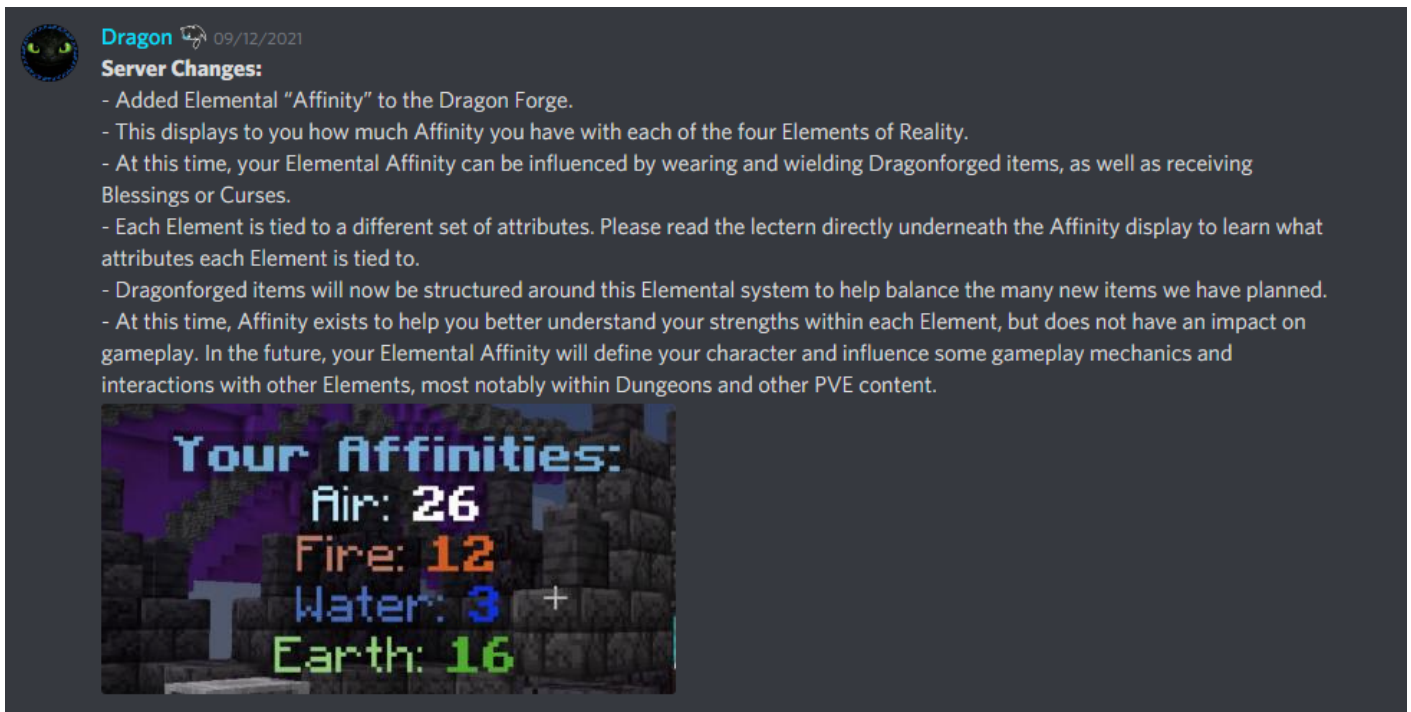 Dragon 09/12/2021
Server Changes:
- Added Elemental “Affinity” to the Dragon Forge.
- This displays to you how much Affinity you have with each of the four Elements of Reality.
- At this time, your Elemental Affinity can be influenced by wearing and wielding Dragonforged items, as well as receiving
Blessings or Curses.
- Each Element is tied to a different set of attributes. Please read the lectern directly underneath the Affinity display to learn what
attributes each Element is tied to.
- Dragonforged items will now be structured around this Elemental system to help balance the many new items we have planned.
- At this time, Affinity exists to help you better understand your strengths within each Element, but does not have an impact on
gameplay. In the future, your Elemental Affinity will define your character and influence some gameplay mechanics and
interactions with other Elements, most notably within Dungeons and other PVE content.
Your Affinities:
Air: 26
Fire: 12
Water: 3
Earth: 16